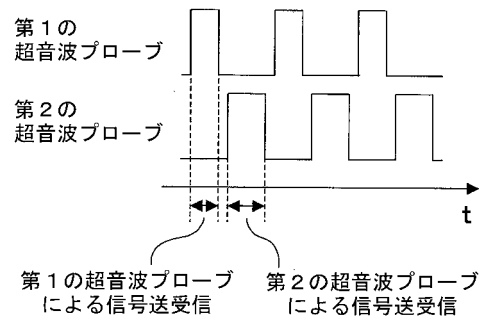 第1の
超音波プローブ
第2の
超音波プローブ
t
第1の超音波プローブ
による信号送受信
第2の超音波プローブ
による信号送受信